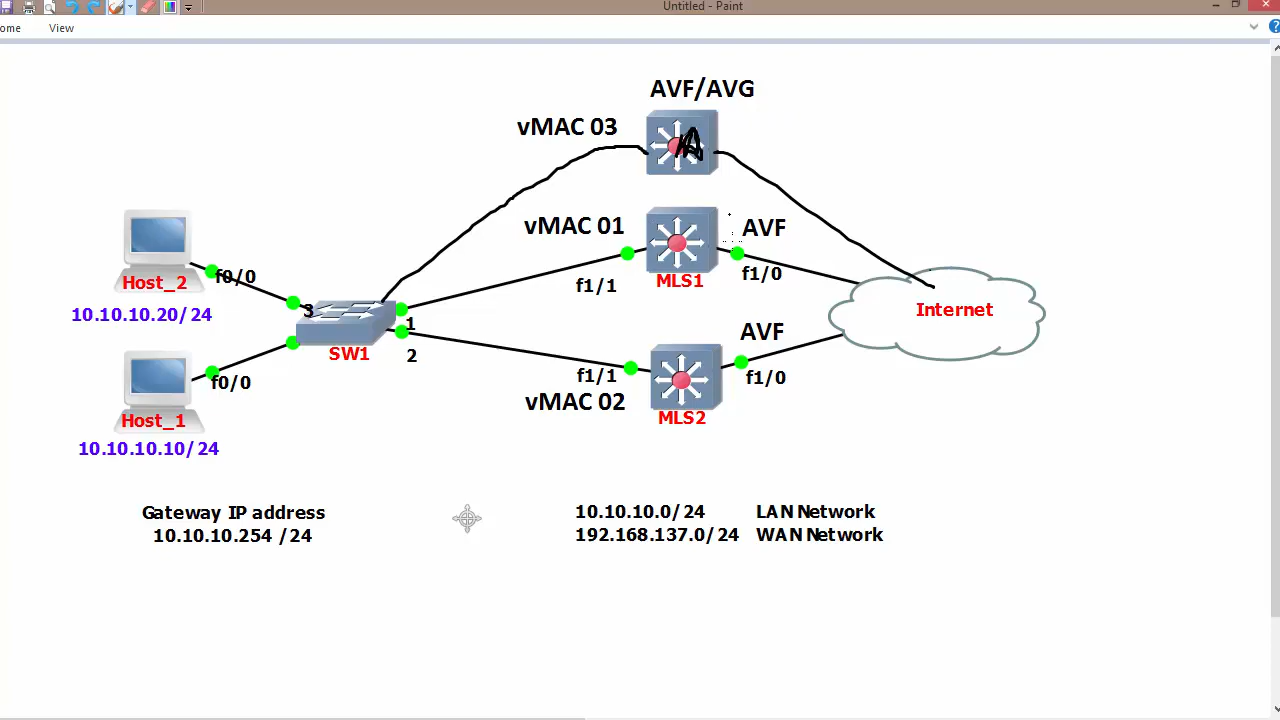 Untitled - Paint
ome View
AVF/AVG
vMAC 03
A
vMAC 01
AVF
f0/0
f1/1
MLS1
f1/0
Host_2
10.10.10.20/24
3
1
Internet
SW1
2
AVF
f0/0
f1/1
f1/0
vMAC 02
MLS2
Host_1
10.10.10.10/24
Gateway IP address
10.10.10.254 /24
10.10.10.0/24 LAN Network
192.168.137.0/24 WAN Network